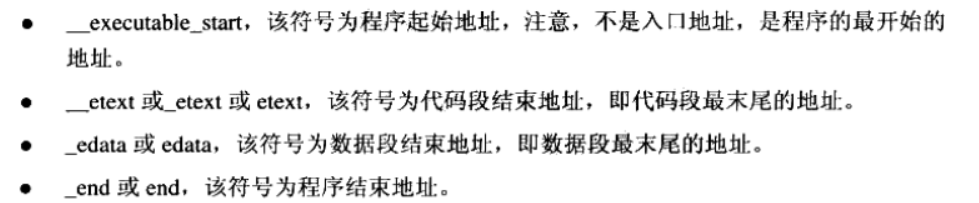 ● __executable_start，该符号为程序起始地址，注意，不是入口地址，是程序的最开始的
地址。
● __etext 或_etext 或 etext，该符号为代码段结束地址，即代码段最末尾的地址。
● _edata 或 edata，该符号为数据段结束地址，即数据段最末尾的地址。
● _end 或 end，该符号为程序结束地址。